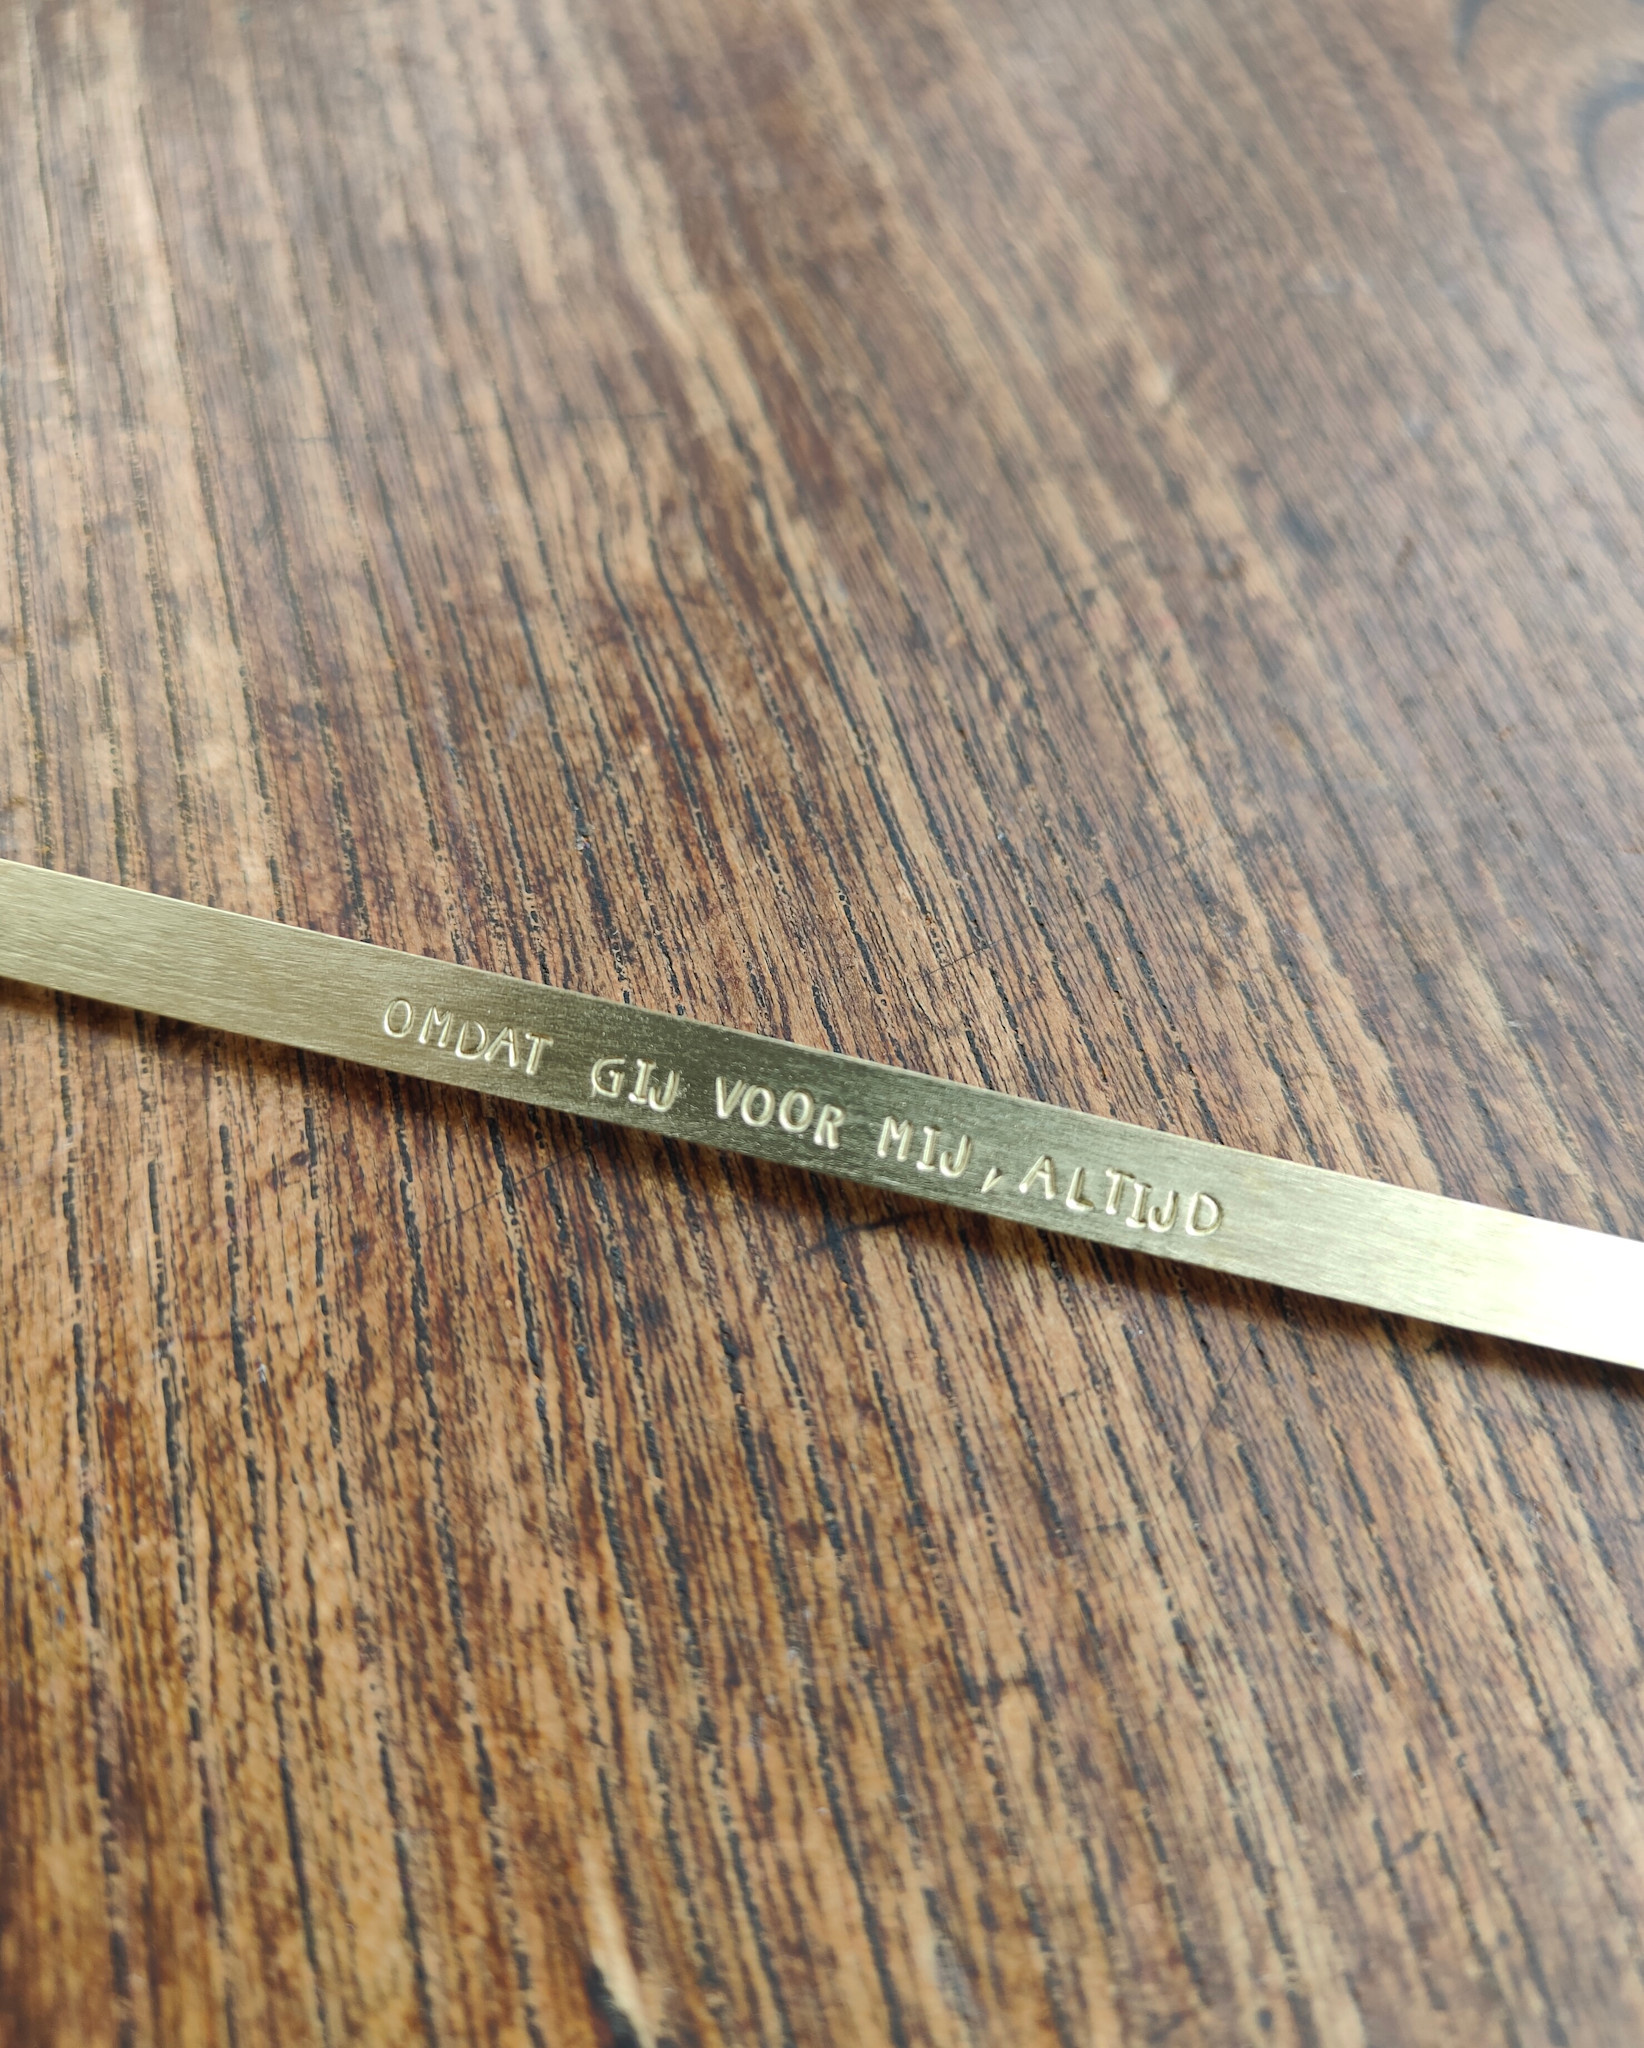 OMDAT GIJ VOOR MIJ, ALTIJD